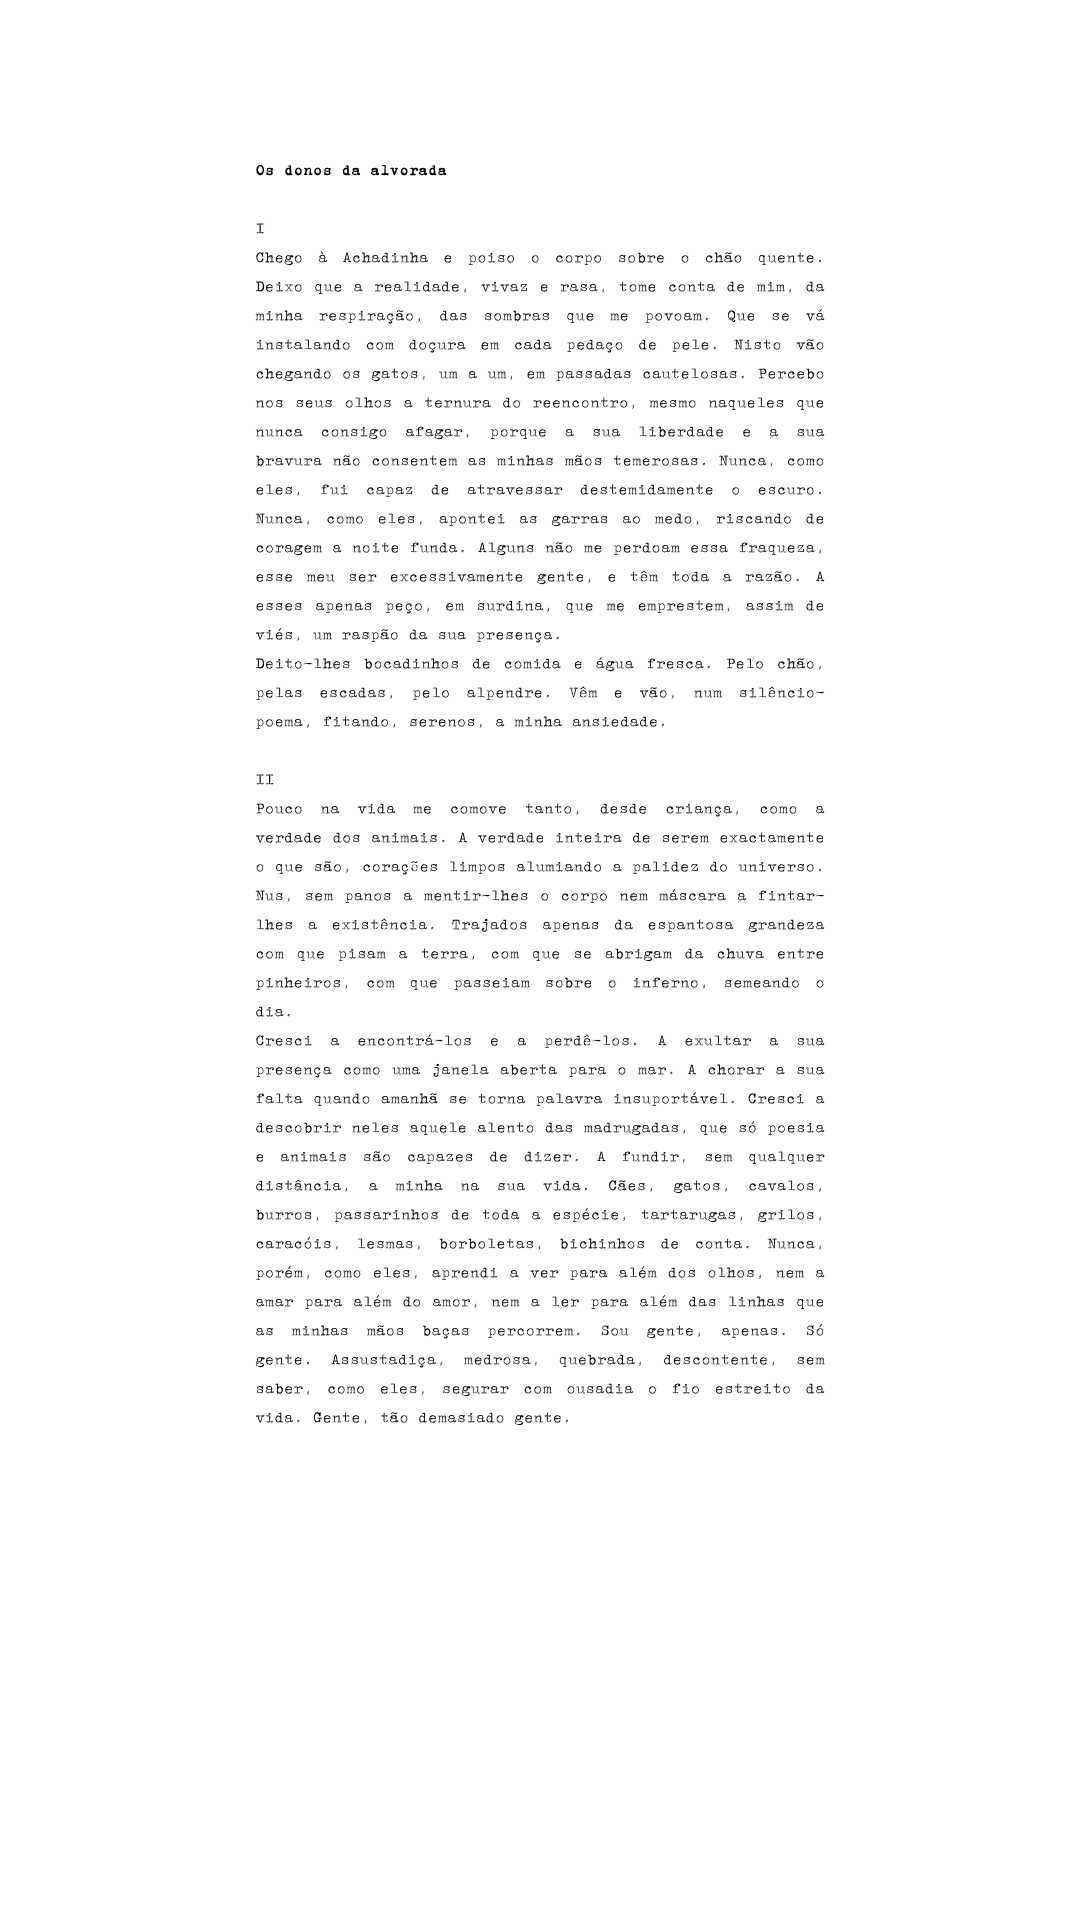 Os donos da alvorada
I
Chego à Achadinha e poiso o corpo sobre o chão quente.
Deixo que a realidade, vivaz e rasa, tome conta de mim, da
minha respiração, das sombras que me povoam. Que se vá
instalando com doçura em cada pedaço de pele. Nisto vão
chegando os gatos, um a um, em passadas cautelosas. Percebo
nos seus olhos a ternura do reencontro, mesmo naqueles que
nunca consigo afagar, porque a sua liberdade e a sua
bravura não consentem as minhas mãos temerosas. Nunca, como
eles, fui capaz de atravessar destemidamente o escuro.
Nunca, como eles, apontei as garras ao medo, riscando de
coragem a noite funda. Alguns não me perdoam essa fraqueza,
esse meu ser excessivamente gente, e têm toda a razão. A
esses apenas peço, em surdina, que me emprestem, assim de
viés, um raspão da sua presença.
Deito-lhes bocadinhos de comida e água fresca. Pelo chão,
pelas escadas, pelo alpendre. Vêm e vão, num silêncio-
poema, fitando, serenos, a minha ansiedade.
II
Pouco na vida me comove tanto, desde criança, como a
verdade dos animais. A verdade inteira de serem exactamente
o que são, corações limpos alumiando a palidez do universo.
Nus, sem panos a mentir-lhes o corpo nem máscara a fintar-
lhes a existência. Trajados apenas da espantosa grandeza
com que pisam a terra, com que se abrigam da chuva entre
pinheiros, com que passeiam sobre o inferno, semeando o
dia.
Cresci a encontrá-los e a perdê-los. A exultar a sua
presença como uma janela aberta para o mar. A chorar a sua
falta quando amanhã se torna palavra insuportável. Cresci a
descobrir neles aquele alento das madrugadas, que só poesia
e animais são capazes de dizer. A fundir, sem qualquer
distância, a minha na sua vida. Cães, gatos, cavalos,
burros, passarinhos de toda a espécie, tartarugas, grilos,
caracóis, lesmas, borboletas, bichinhos de conta. Nunca,
porém, como eles, aprendi a ver para além dos olhos, nem a
amar para além do amor, nem a ler para além das linhas que
as minhas mãos baças percorrem. Sou gente, apenas. Só
gente. Assustadiça, medrosa, quebrada, descontente, sem
saber, como eles, segurar com ousadia o fio estreito da
vida. Gente, tão demasiado gente.